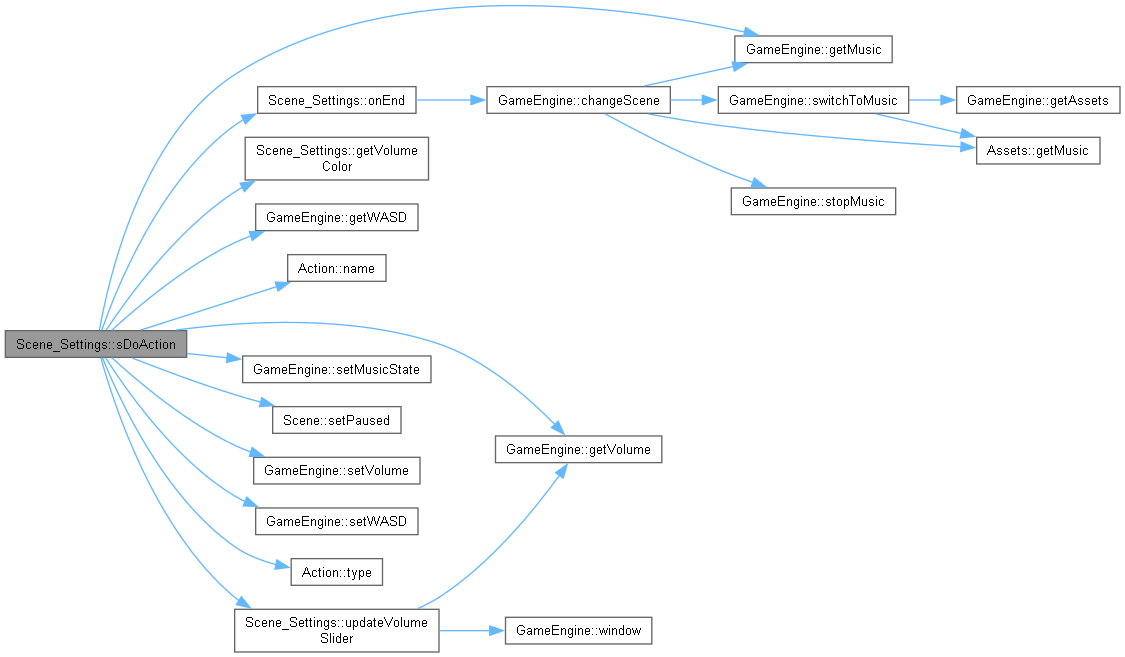 GameEngine::getMusic
Scene_Settings::onEnd
GameEngine::changeScene
GameEngine::switchToMusic
GameEngine::getAssets
Scene_Settings::getVolume
Color
Assets::getMusic
GameEngine::stopMusic
GameEngine::getWASD
Action::name
Scene_Settings::sDoAction
GameEngine::setMusicState
Scene::setPaused
GameEngine::getVolume
GameEngine::setVolume
GameEngine::setWASD
Action::type
Scene_Settings::updateVolume
Slider
GameEngine::window